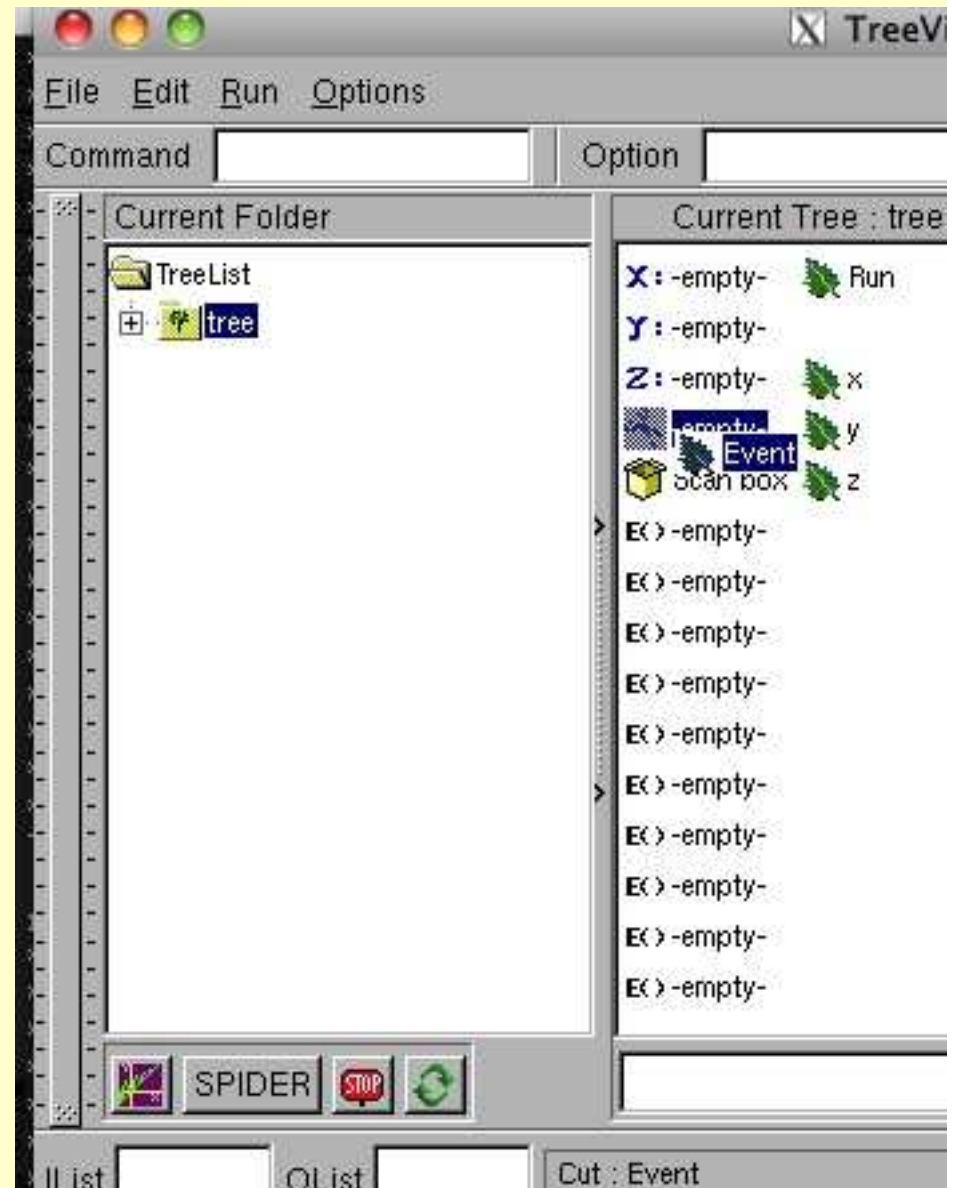 X TreeVi
File Edit Run Options
Command Option
Current Folder
TreeList
tree
Current Tree : tree
X: -empty- Run
Y: -empty-
Z: -empty- x
-empty- y
Event
Scan box z
E() -empty-
E() -empty-
E() -empty-
E() -empty-
E() -empty-
E() -empty-
E() -empty-
E() -empty-
E() -empty-
E() -empty-
SPIDER STOP
IList OList Cut : Event